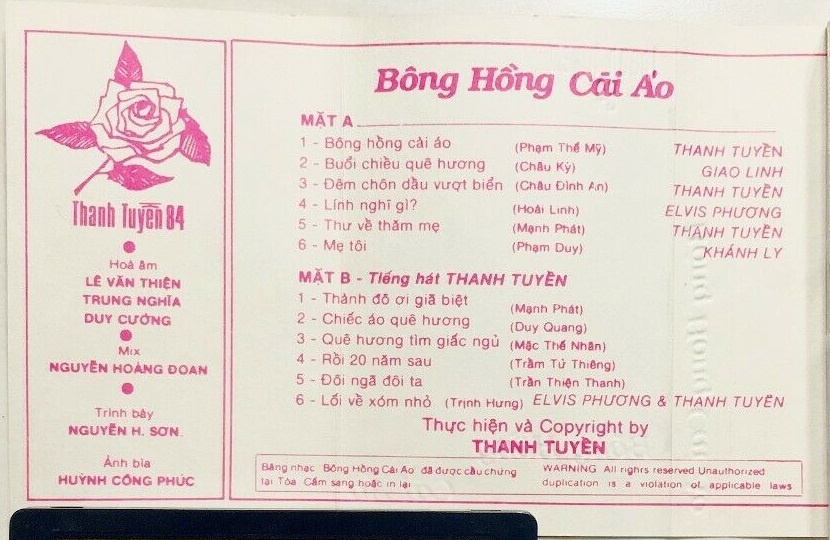 Thanh Tuyền 84
Hoà âm
LÊ VĂN THIỆN
TRUNG NGHĨA
DUY CƯỜNG
Mix
NGUYỄN HOÀNG ĐOAN
Trình bày
NGUYỄN H. SƠN
Ảnh bìa
HUỲNH CÔNG PHÚC
Bông Hồng Cài Áo
MẶT A
1 - Bông hồng cài áo (Phạm Thế Mỹ) THANH TUYỀN
2 - Buổi chiều quê hương (Châu Kỳ) GIAO LINH
3 - Đêm chôn dầu vượt biển (Châu Đình An) THANH TUYỀN
4 - Lính nghĩ gì? (Hoài Linh) ELVIS PHƯƠNG
5 - Thư về thăm mẹ (Mạnh Phát) THANH TUYỀN
6 - Mẹ tôi (Phạm Duy) KHÁNH LY
MẶT B - Tiếng hát THANH TUYỀN
1 - Thành đô ơi giã biệt (Mạnh Phát)
2 - Chiếc áo quê hương (Duy Quang)
3 - Quê hương tìm giấc ngủ (Mặc Thế Nhân)
4 - Rồi 20 năm sau (Trầm Tử Thiêng)
5 - Đôi ngã đôi ta (Trần Thiện Thanh)
6 - Lối về xóm nhỏ (Trịnh Hưng) ELVIS PHƯƠNG & THANH TUYỀN
Thực hiện và Copyright by
THANH TUYỀN
Băng nhạc Bông Hồng Cài Áo đã được cầu chứng
tại Tòa Cấm sang hoặc in lại
WARNING All righrs reserved Unauthorized
duplication is a violation of applicable laws